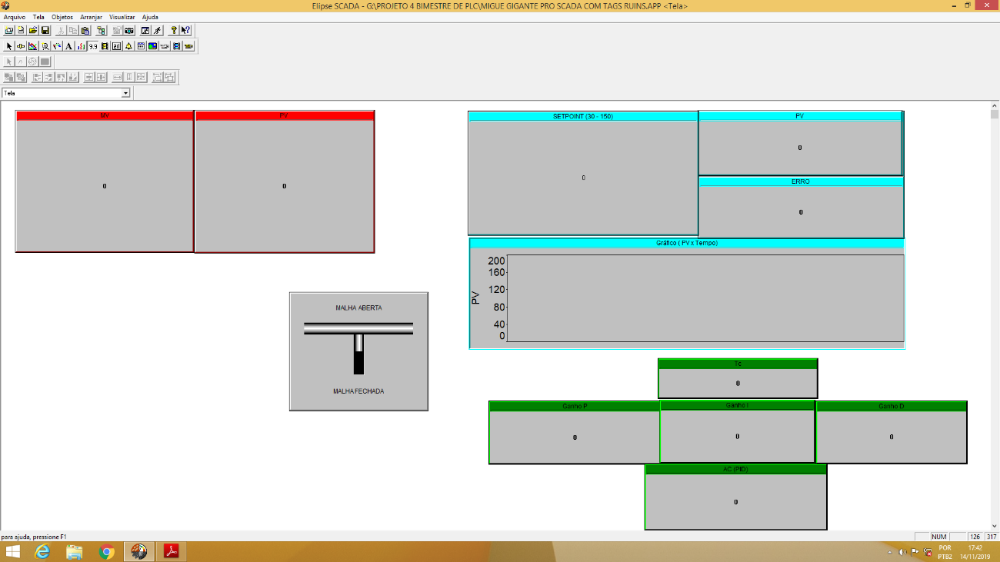 Elipse SCADA - G:\PROJETO 4 BIMESTRE DE PLC\MIGUE GIGANTE PRO SCADA COM TAGS RUINS.APP <Tela>
Arquivo Tela Objetos Arranjar Visualizar Ajuda
Tela
MV
PV
0
0
SETPOINT (30 - 150)
0
PV
0
ERRO
0
Gráfico ( PV x Tempo)
PV
200
160
120
80
40
0
MALHA ABERTA
MALHA FECHADA
Tc
0
Ganho P
0
Ganho I
0
Ganho D
0
AC (PID)
0
para ajuda, pressione F1
NUM
126 317
POR
PTB2
17:42
14/11/2019